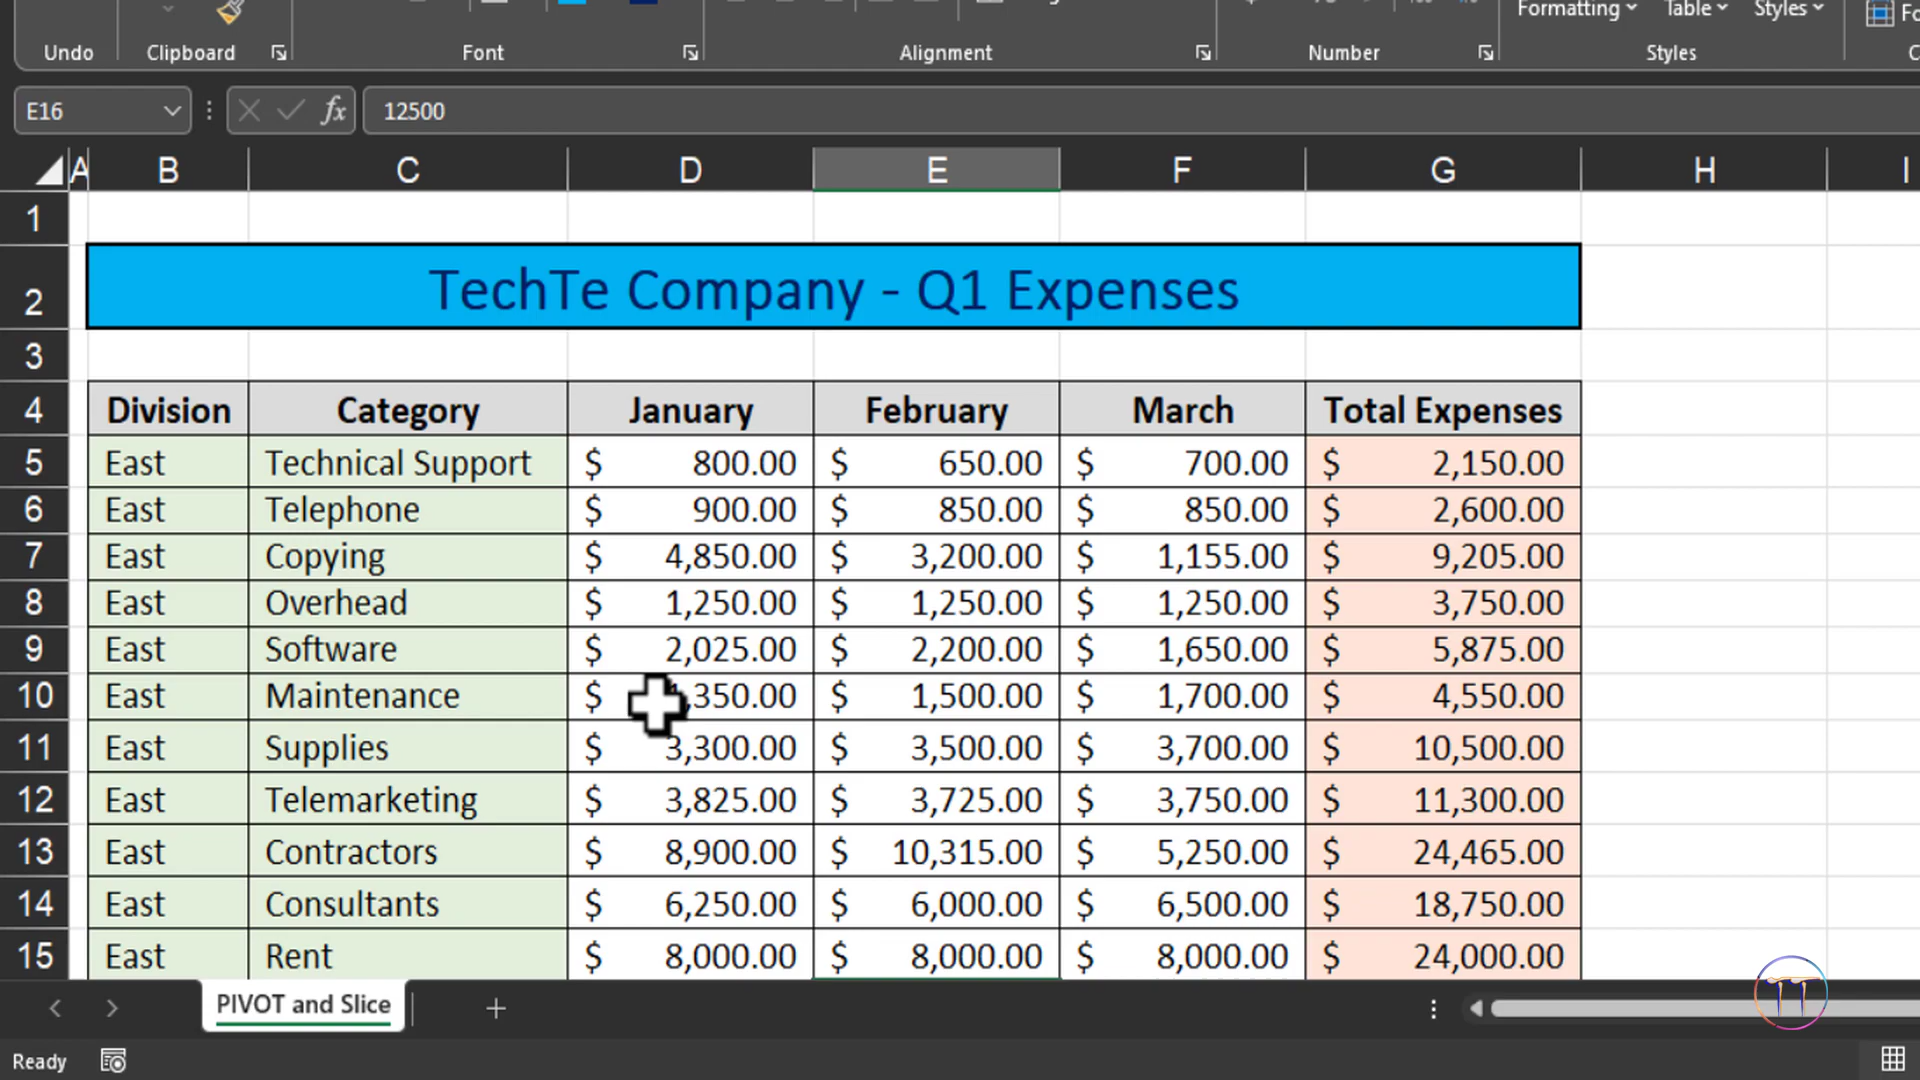 Formatting Table Styles
Undo Clipboard Font Alignment Number Styles
E16 fx 12500
A B C D E F G H I
1
2 TechTe Company - Q1 Expenses
3
4 Division Category January February March Total Expenses
5 East Technical Support $ 800.00 $ 650.00 $ 700.00 $ 2,150.00
6 East Telephone $ 900.00 $ 850.00 $ 850.00 $ 2,600.00
7 East Copying $ 4,850.00 $ 3,200.00 $ 1,155.00 $ 9,205.00
8 East Overhead $ 1,250.00 $ 1,250.00 $ 1,250.00 $ 3,750.00
9 East Software $ 2,025.00 $ 2,200.00 $ 1,650.00 $ 5,875.00
10 East Maintenance $ ,350.00 $ 1,500.00 $ 1,700.00 $ 4,550.00
11 East Supplies $ 3,300.00 $ 3,500.00 $ 3,700.00 $ 10,500.00
12 East Telemarketing $ 3,825.00 $ 3,725.00 $ 3,750.00 $ 11,300.00
13 East Contractors $ 8,900.00 $ 10,315.00 $ 5,250.00 $ 24,465.00
14 East Consultants $ 6,250.00 $ 6,000.00 $ 6,500.00 $ 18,750.00
15 East Rent $ 8,000.00 $ 8,000.00 $ 8,000.00 $ 24,000.00
PIVOT and Slice
Ready